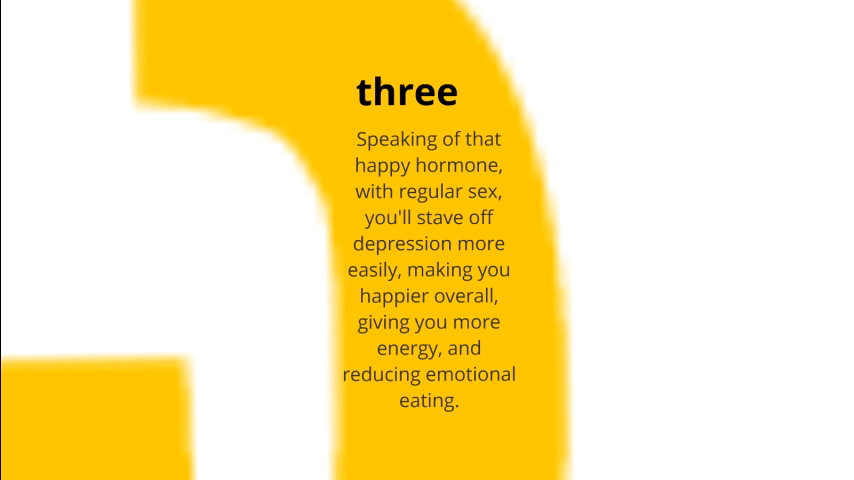 three
Speaking of that
happy hormone,
with regular sex,
you'll stave off
depression more
easily, making you
happier overall,
giving you more
energy, and
reducing emotional
eating.